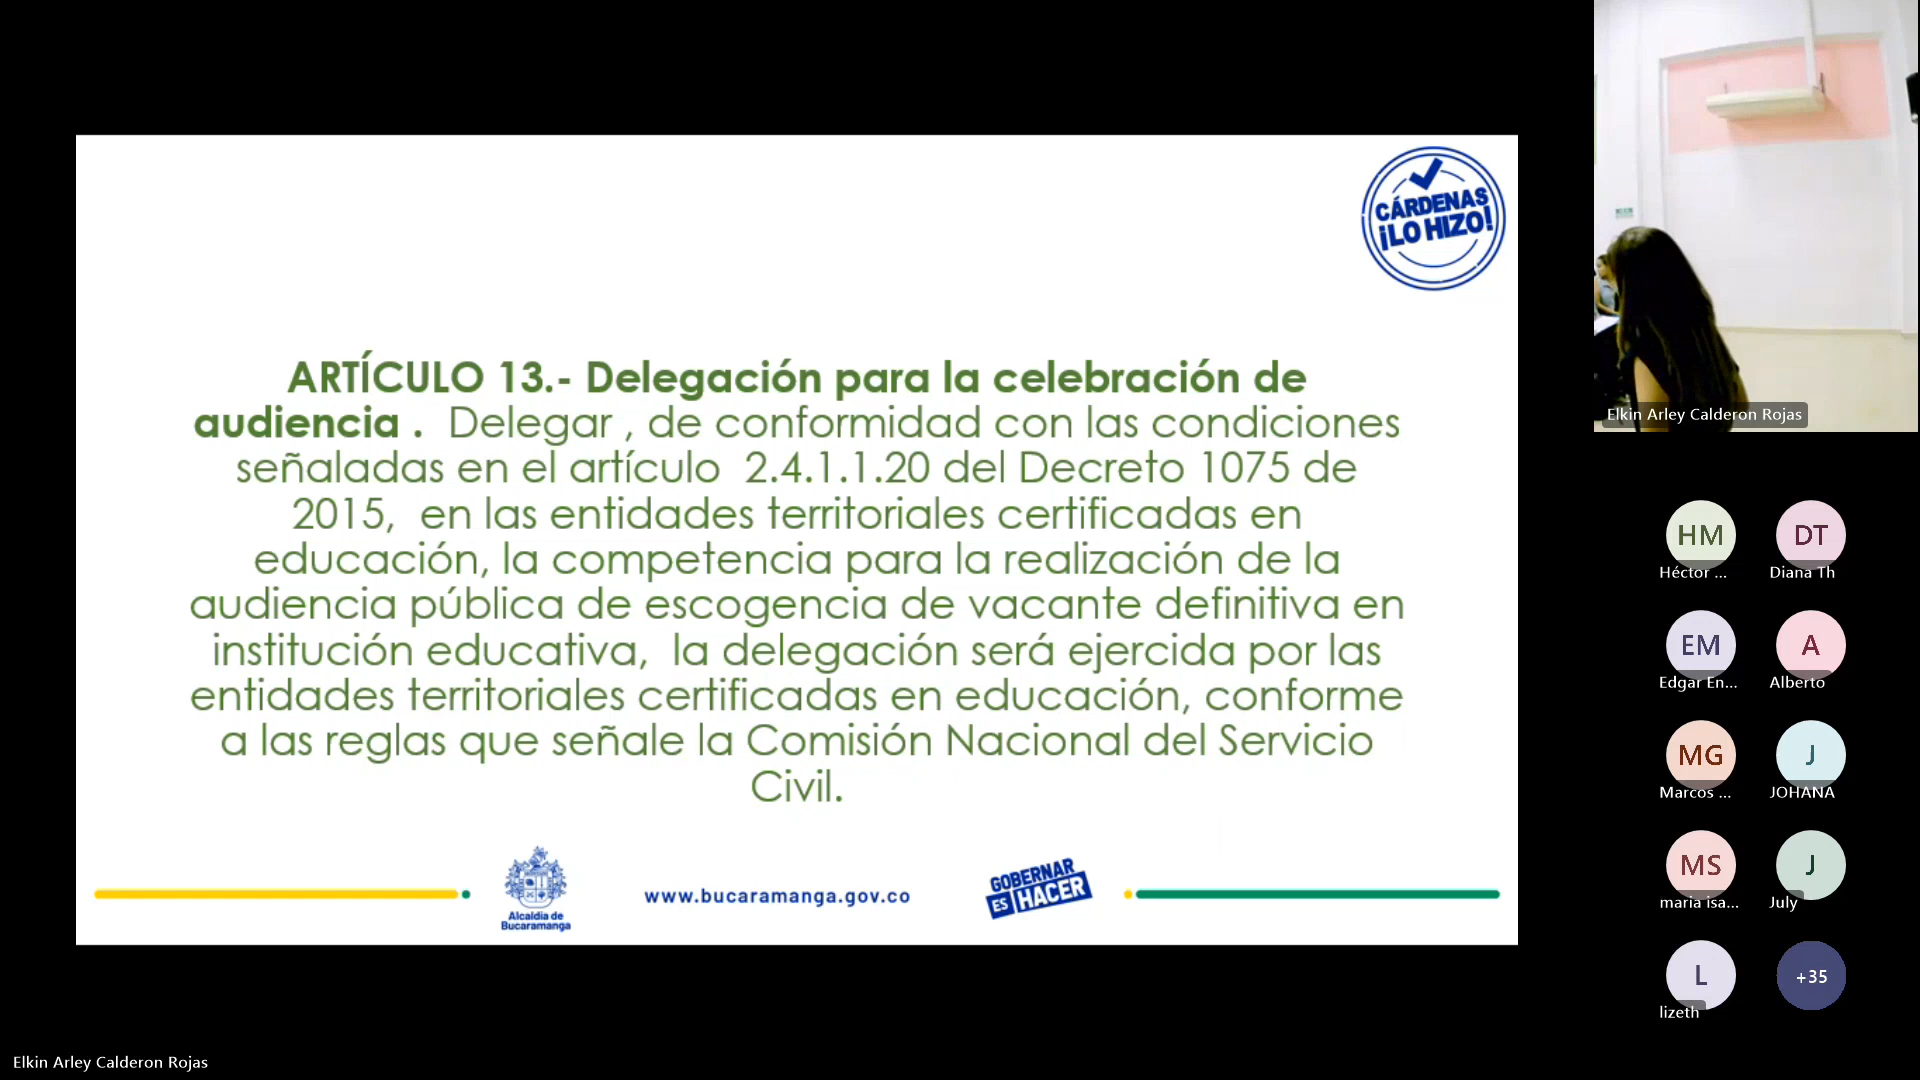 CÁRDENAS
¡LO HIZO!
ARTÍCULO 13.- Delegación para la celebración de
audiencia . Delegar , de conformidad con las condiciones
señaladas en el artículo 2.4.1.1.20 del Decreto 1075 de
2015, en las entidades territoriales certificadas en
educación, la competencia para la realización de la
audiencia pública de escogencia de vacante definitiva en
institución educativa, la delegación será ejercida por las
entidades territoriales certificadas en educación, conforme
a las reglas que señale la Comisión Nacional del Servicio
Civil.
Alcaldía de
Bucaramanga
www.bucaramanga.gov.co
GOBERNAR
ES HACER
Elkin Arley Calderon Rojas
HM
Héctor ...
DT
Diana Th
EM
Edgar En...
A
Alberto
MG
Marcos ...
J
JOHANA
MS
maria isa...
J
July
L
lizeth
+35
Elkin Arley Calderon Rojas